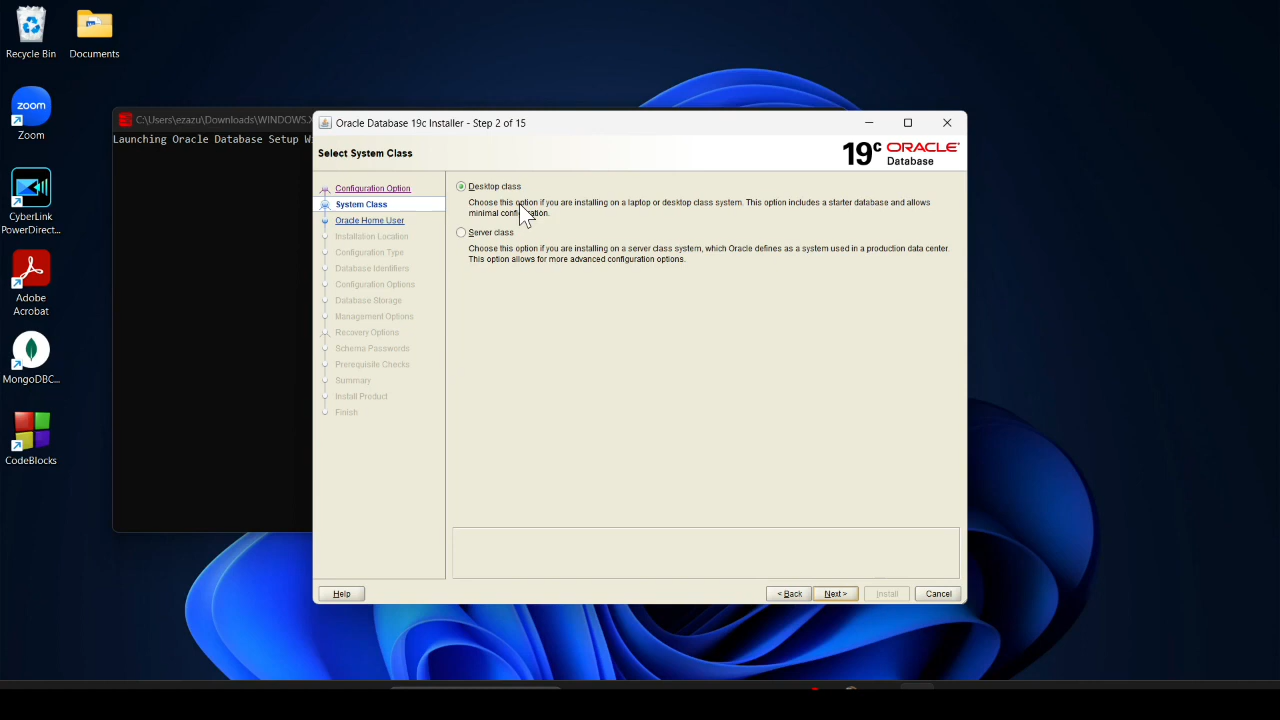 Recycle Bin
Documents
zoom
Zoom
CyberLink
PowerDirect...
Adobe
Acrobat
MongoDBC...
CodeBlocks
C:\Users\ezazu\Downloads\WINDOWS.X
Launching Oracle Database Setup Wi
Oracle Database 19c Installer - Step 2 of 15
Select System Class
19c ORACLE
Database
Configuration Option
System Class
Oracle Home User
Installation Location
Configuration Type
Database Identifiers
Configuration Options
Database Storage
Management Options
Recovery Options
Schema Passwords
Prerequisite Checks
Summary
Install Product
Finish
Desktop class
Choose this option if you are installing on a laptop or desktop class system. This option includes a starter database and allows
minimal configuration.
Server class
Choose this option if you are installing on a server class system, which Oracle defines as a system used in a production data center.
This option allows for more advanced configuration options.
Help
< Back
Next >
Install
Cancel